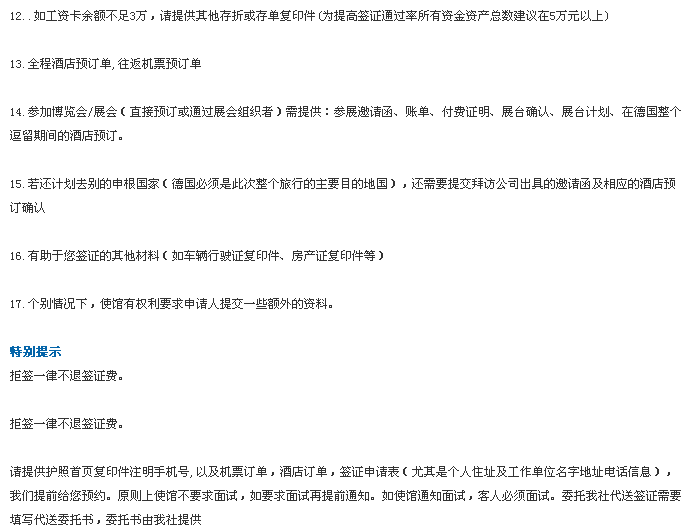 12..如工资卡余额不足3万，请提供其他存折或存单复印件(为提高签证通过率所有资金资产总数建议在5万元以上)
13.全程酒店预订单,往返机票预订单
14.参加博览会/展会（直接预订或通过展会组织者）需提供：参展邀请函、账单、付费证明、展台确认、展台计划、在德国整个
逗留期间的酒店预订。
15.若还计划去别的申根国家（德国必须是此次整个旅行的主要目的地国），还需要提交拜访公司出具的邀请函及相应的酒店预
订确认
16.有助于您签证的其他材料（如车辆行驶证复印件、房产证复印件等）
17.个别情况下，使馆有权利要求申请人提交一些额外的资料。
特别提示
拒签一律不退签证费。
拒签一律不退签证费。
请提供护照首页复印件注明手机号,以及机票订单，酒店订单，签证申请表（尤其是个人住址及工作单位名字地址电话信息），
我们提前给您预约。原则上使馆不要求面试，如要求面试再提前通知。如使馆通知面试，客人必须面试。委托我社代送签证需要
填写代送委托书，委托书由我社提供